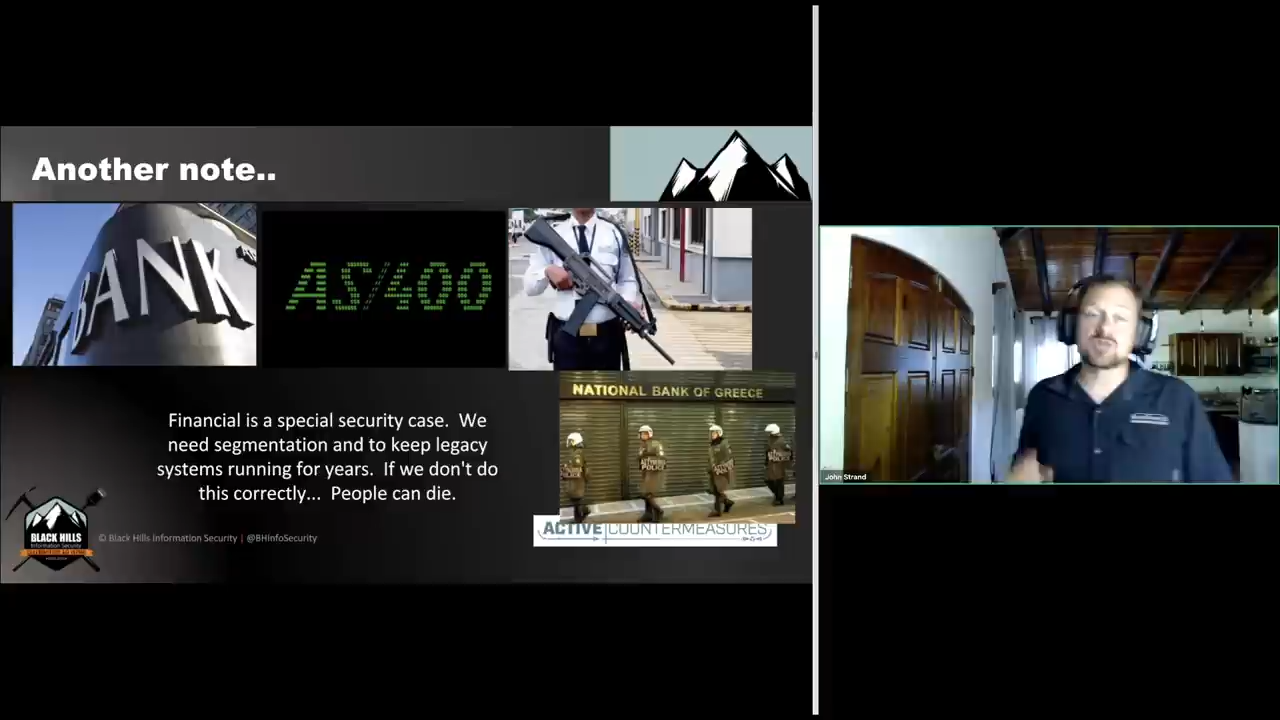 Another note..
BANK
AS/400
NATIONAL BANK OF GREECE
POLICE
POLICE
POLICE
Financial is a special security case.  We
need segmentation and to keep legacy
systems running for years.  If we don't do
this correctly...  People can die.
ACTIVE COUNTERMEASURES
BLACK HILLS
Information Security
© Black Hills Information Security | @BHInfoSecurity
John Strand